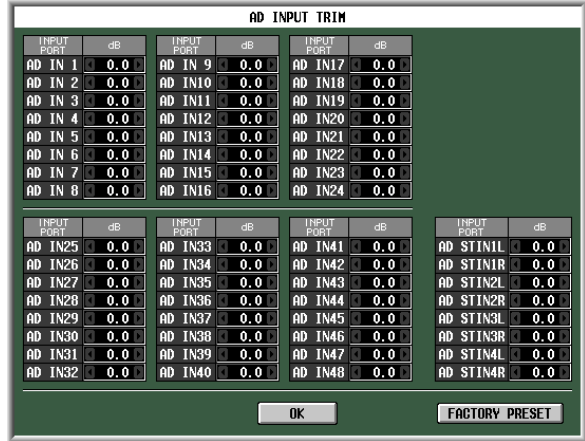 AD INPUT TRIM
INPUT PORT dB INPUT PORT dB INPUT PORT dB
AD IN 1 0.0 AD IN 9 0.0 AD IN17 0.0
AD IN 2 0.0 AD IN10 0.0 AD IN18 0.0
AD IN 3 0.0 AD IN11 0.0 AD IN19 0.0
AD IN 4 0.0 AD IN12 0.0 AD IN20 0.0
AD IN 5 0.0 AD IN13 0.0 AD IN21 0.0
AD IN 6 0.0 AD IN14 0.0 AD IN22 0.0
AD IN 7 0.0 AD IN15 0.0 AD IN23 0.0
AD IN 8 0.0 AD IN16 0.0 AD IN24 0.0
INPUT PORT dB INPUT PORT dB INPUT PORT dB INPUT PORT dB
AD IN25 0.0 AD IN33 0.0 AD IN41 0.0 AD STIN1L 0.0
AD IN26 0.0 AD IN34 0.0 AD IN42 0.0 AD STIN1R 0.0
AD IN27 0.0 AD IN35 0.0 AD IN43 0.0 AD STIN2L 0.0
AD IN28 0.0 AD IN36 0.0 AD IN44 0.0 AD STIN2R 0.0
AD IN29 0.0 AD IN37 0.0 AD IN45 0.0 AD STIN3L 0.0
AD IN30 0.0 AD IN38 0.0 AD IN46 0.0 AD STIN3R 0.0
AD IN31 0.0 AD IN39 0.0 AD IN47 0.0 AD STIN4L 0.0
AD IN32 0.0 AD IN40 0.0 AD IN48 0.0 AD STIN4R 0.0
OK FACTORY PRESET